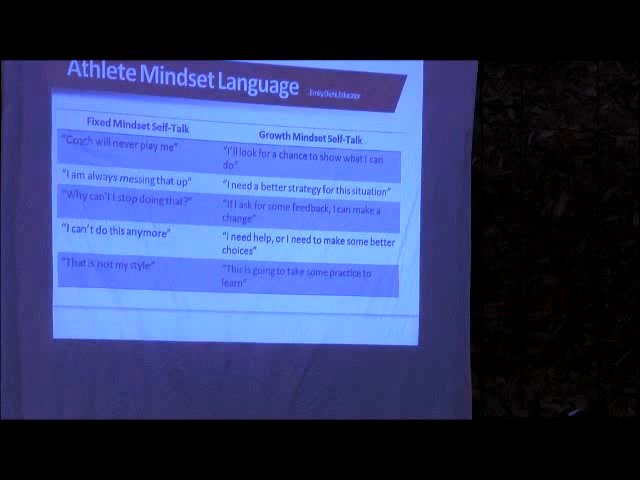 Athlete Mindset Language
Emily Diehl, Educator
Fixed Mindset Self-Talk
Growth Mindset Self-Talk
"Coach will never play me"
"I'll look for a chance to show what I can
do"
"I am always messing that up"
"I need a better strategy for this situation"
"Why can't I stop doing that?"
"If I ask for some feedback, I can make a
change"
"I can't do this anymore"
"I need help, or I need to make some better
choices"
"That is not my style"
"This is going to take some practice to
learn"